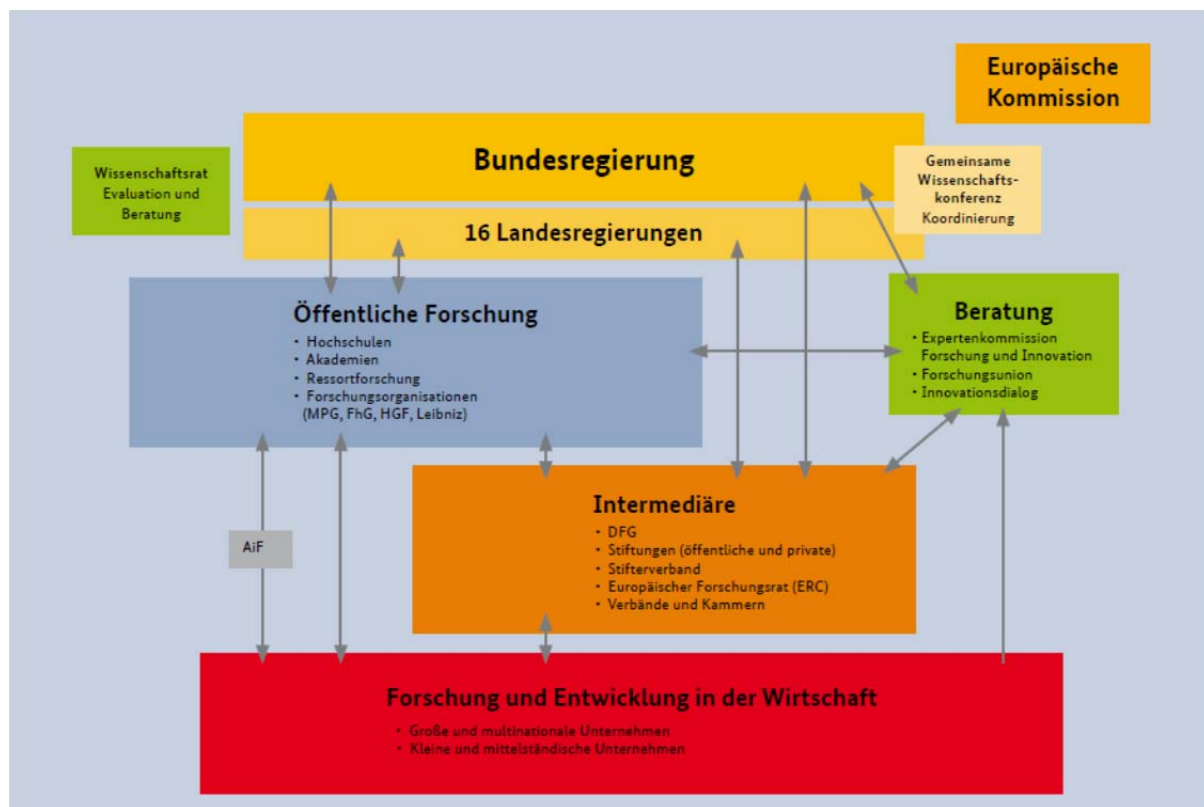 Europäische
Kommission
Bundesregierung
Wissenschaftsrat
Evaluation und
Beratung
Gemeinsame
Wissenschafts-
konferenz
Koordinierung
16 Landesregierungen
Öffentliche Forschung
• Hochschulen
• Akademien
• Ressortforschung
• Forschungsorganisationen
(MPG, FhG, HGF, Leibniz)
Beratung
• Expertenkommission
Forschung und Innovation
• Forschungsunion
• Innovationsdialog
Intermediäre
• DFG
• Stiftungen (öffentliche und private)
• Stifterverband
• Europäischer Forschungsrat (ERC)
• Verbände und Kammern
AiF
Forschung und Entwicklung in der Wirtschaft
• Große und multinationale Unternehmen
• Kleine und mittelständische Unternehmen